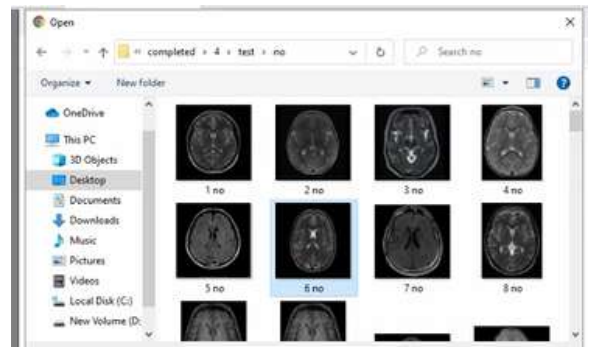 Open
« completed › 4 › test › no
Search no
Organize
New folder
OneDrive
This PC
3D Objects
Desktop
Documents
Downloads
Music
Pictures
Videos
Local Disk (C:)
New Volume (D:
1 no
2 no
3 no
4 no
5 no
6 no
7 no
8 no